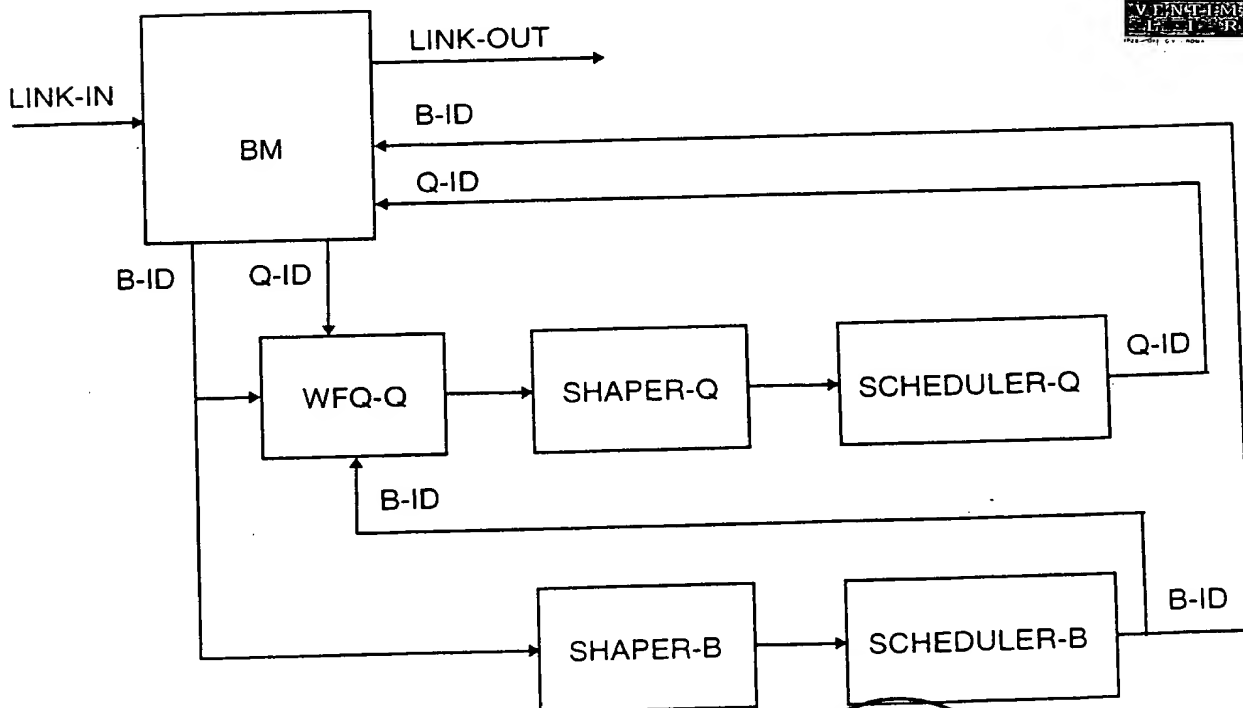 LINK-OUT
LINK-IN
B-ID
BM
Q-ID
B-ID
Q-ID
Q-ID
WFQ-Q
SHAPER-Q
SCHEDULER-Q
B-ID
B-ID
SHAPER-B
SCHEDULER-B